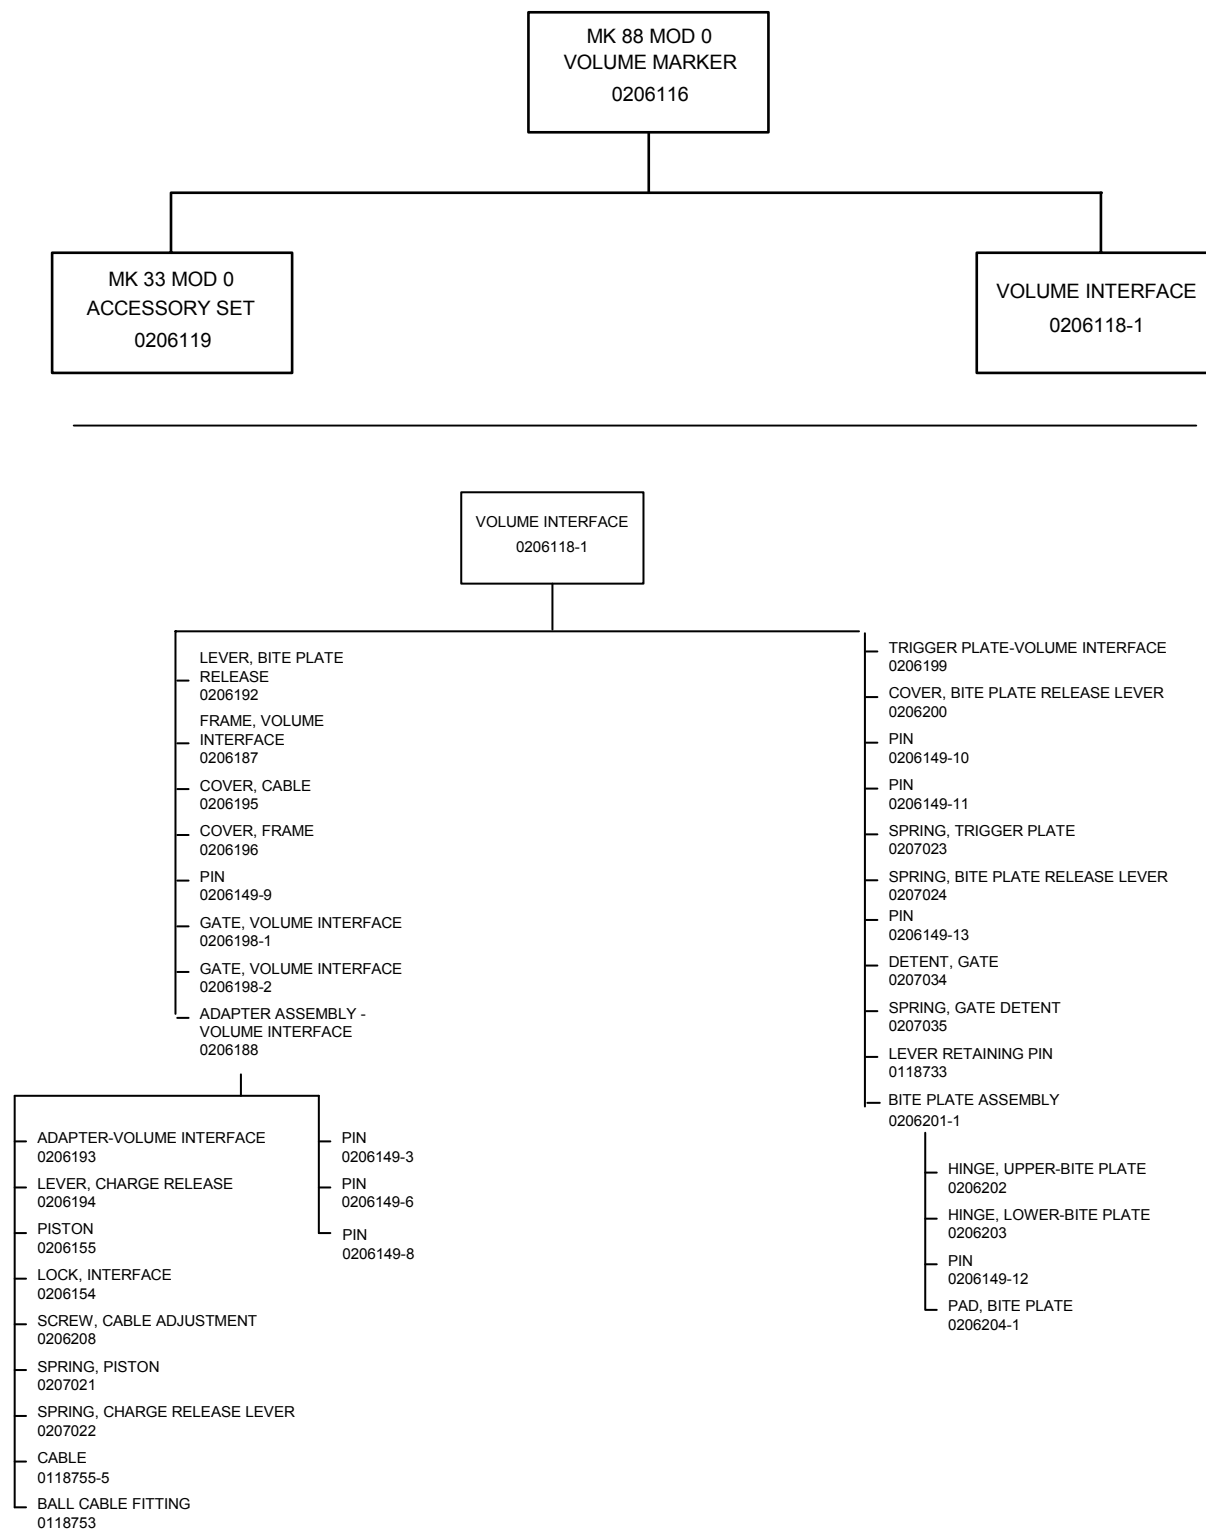 MK 88 MOD 0
VOLUME MARKER
0206116
MK 33 MOD 0
ACCESSORY SET
0206119
VOLUME INTERFACE
0206118-1
VOLUME INTERFACE
0206118-1
LEVER, BITE PLATE
RELEASE
0206192
FRAME, VOLUME
INTERFACE
0206187
COVER, CABLE
0206195
COVER, FRAME
0206196
PIN
0206149-9
GATE, VOLUME INTERFACE
0206198-1
GATE, VOLUME INTERFACE
0206198-2
ADAPTER ASSEMBLY -
VOLUME INTERFACE
0206188
ADAPTER-VOLUME INTERFACE
0206193
LEVER, CHARGE RELEASE
0206194
PISTON
0206155
LOCK, INTERFACE
0206154
SCREW, CABLE ADJUSTMENT
0206208
SPRING, PISTON
0207021
SPRING, CHARGE RELEASE LEVER
0207022
CABLE
0118755-5
BALL CABLE FITTING
0118753
PIN
0206149-3
PIN
0206149-6
PIN
0206149-8
TRIGGER PLATE-VOLUME INTERFACE
0206199
COVER, BITE PLATE RELEASE LEVER
0206200
PIN
0206149-10
PIN
0206149-11
SPRING, TRIGGER PLATE
0207023
SPRING, BITE PLATE RELEASE LEVER
0207024
PIN
0206149-13
DETENT, GATE
0207034
SPRING, GATE DETENT
0207035
LEVER RETAINING PIN
0118733
BITE PLATE ASSEMBLY
0206201-1
HINGE, UPPER-BITE PLATE
0206202
HINGE, LOWER-BITE PLATE
0206203
PIN
0206149-12
PAD, BITE PLATE
0206204-1